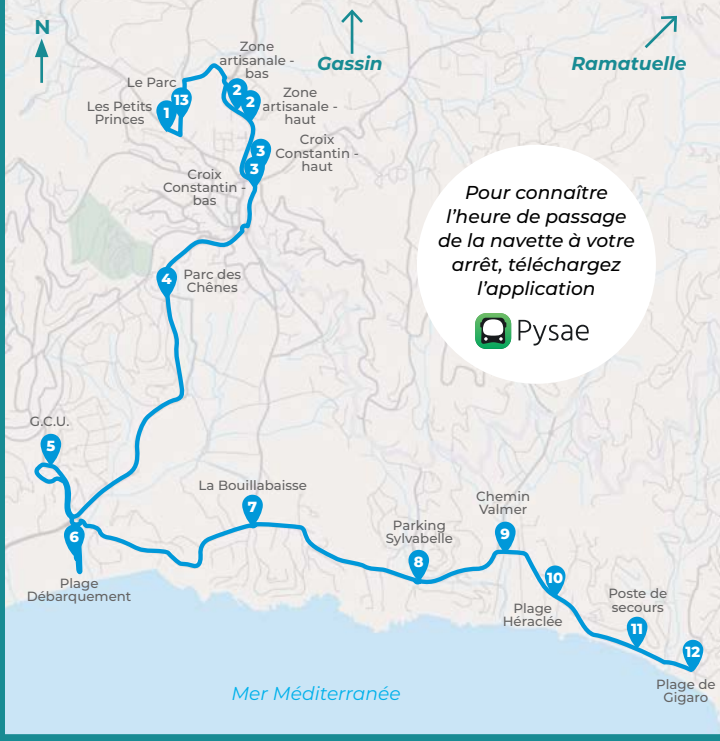 N
Gassin
Ramatuelle
Zone
artisanale -
bas
2
Le Parc
13
Les Petits
Princes
1
Zone
artisanale -
haut
2
Croix
Constantin -
haut
3
Croix
Constantin -
bas
3
Pour connaître
l'heure de passage
de la navette à votre
arrêt, téléchargez
l'application
Pysae
4
Parc des
Chênes
G.C.U.
5
6
Plage
Débarquement
La Bouillabaisse
7
Parking
Sylvabelle
8
Chemin
Valmer
9
10
Plage
Héraclée
Poste de
secours
11
12
Plage de
Gigaro
Mer Méditerranée